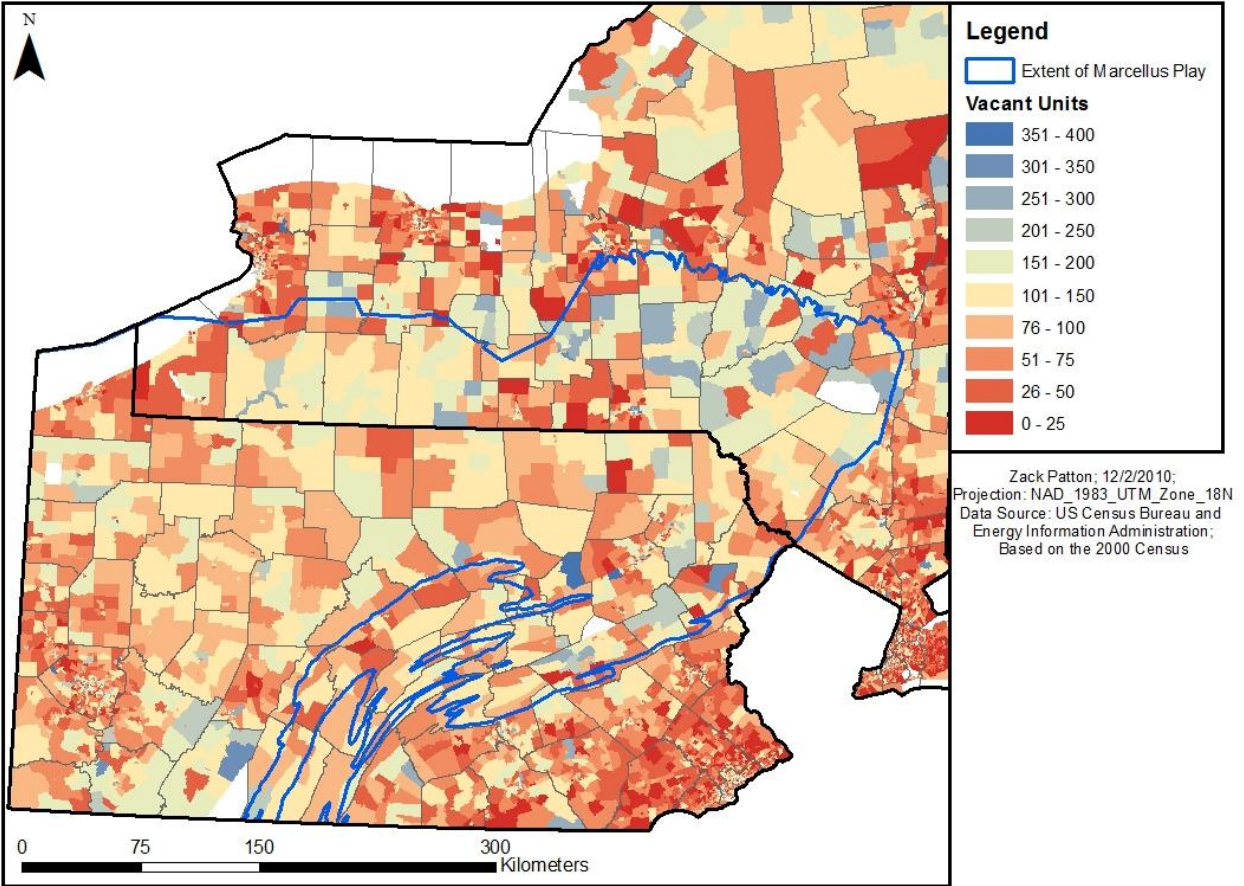 N
Legend
Extent of Marcellus Play
Vacant Units
351 - 400
301 - 350
251 - 300
201 - 250
151 - 200
101 - 150
76 - 100
51 - 75
26 - 50
0 - 25
Zack Patton; 12/2/2010;
Projection: NAD_1983_UTM_Zone_18N
Data Source: US Census Bureau and
Energy Information Administration;
Based on the 2000 Census
0 75 150 300
Kilometers